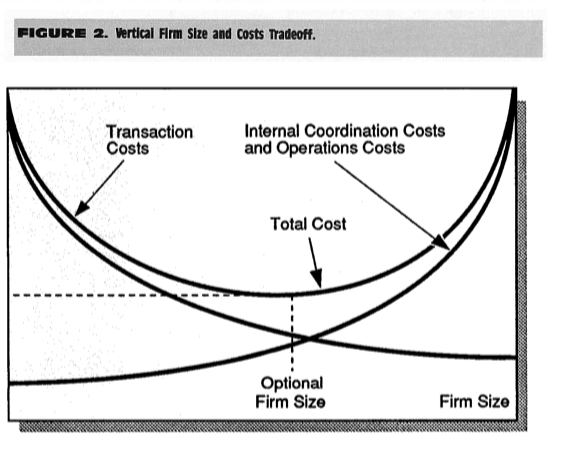 FIGURE 2. Vertical Firm Size and Costs Tradeoff.
Transaction
Costs
Internal Coordination Costs
and Operations Costs
Total Cost
Optional
Firm Size
Firm Size